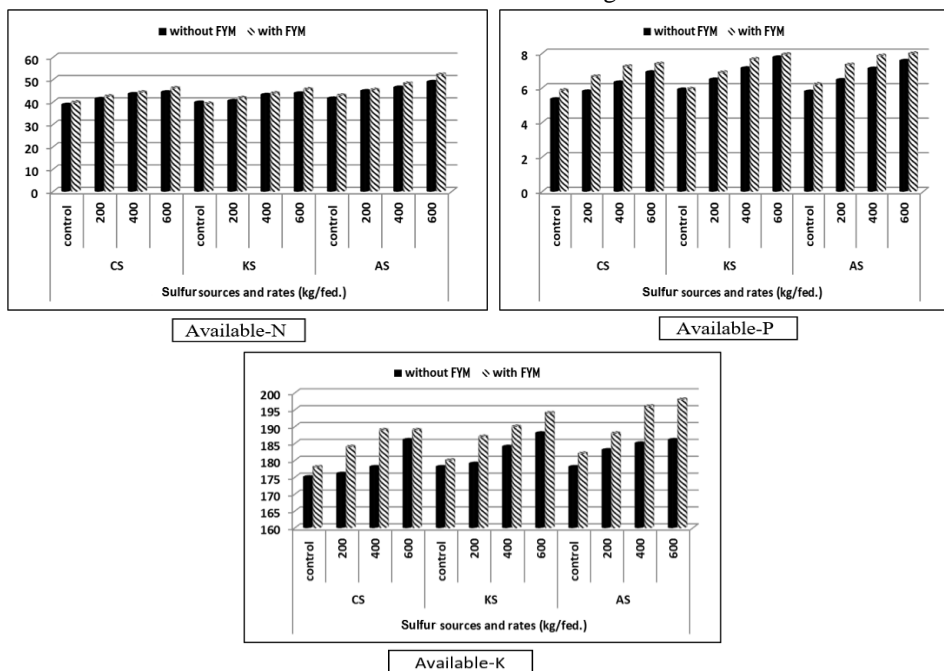 without FYM with FYM
60
50
40
30
20
10
0
control 200 400 600 control 200 400 600 control 200 400 600
CS KS AS
Sulfur sources and rates (kg/fed.)
Available-N
without FYM with FYM
8
6
4
2
0
control 200 400 600 control 200 400 600 control 200 400 600
CS KS AS
Sulfur sources and rates (kg/fed.)
Available-P
without FYM with FYM
200
195
190
185
180
175
170
165
160
control 200 400 600 control 200 400 600 control 200 400 600
CS KS AS
Sulfur sources and rates (kg/fed.)
Available-K